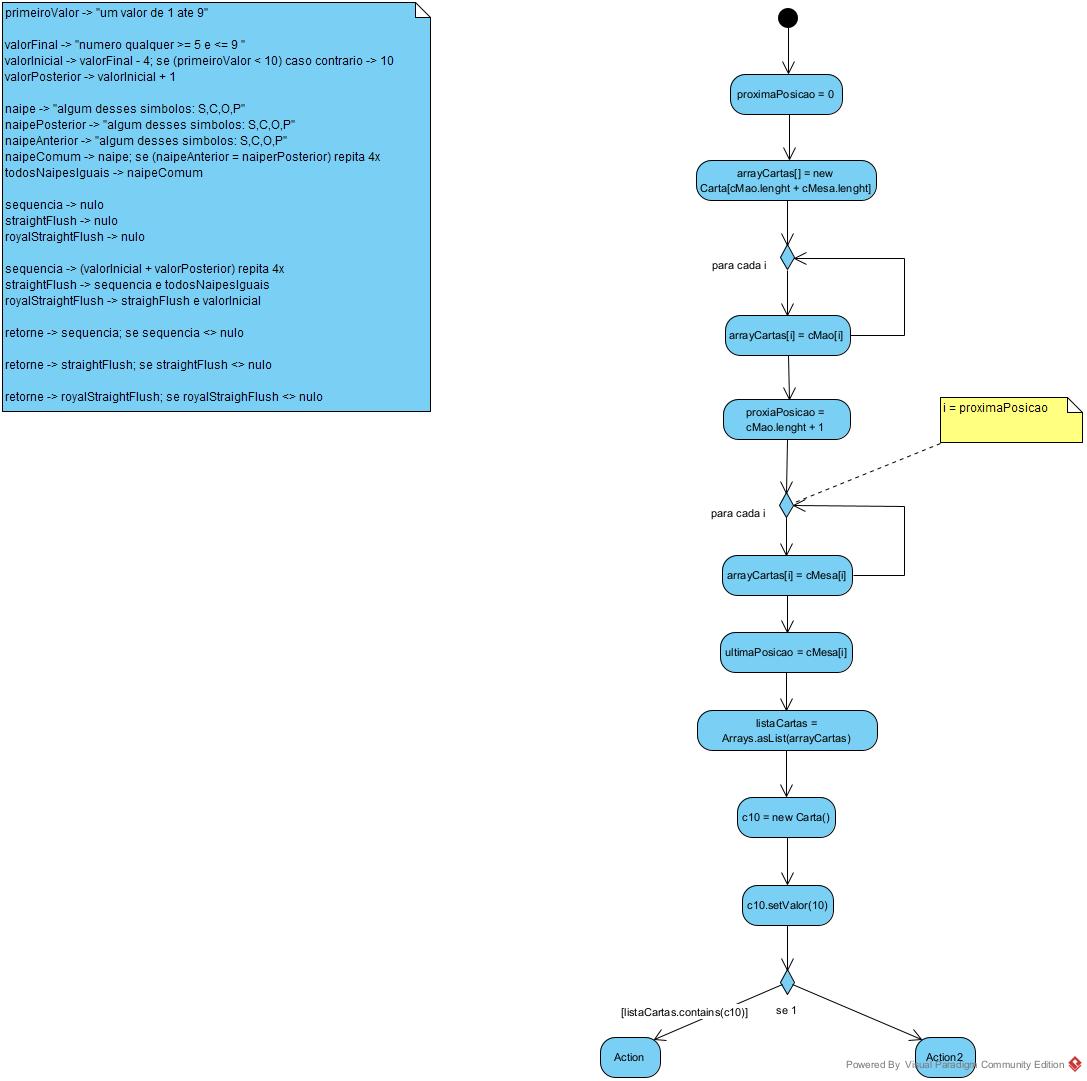 primeiroValor -> "um valor de 1 ate 9"
valorFinal -> "numero qualquer >= 5 e <= 9 "
valorInicial -> valorFinal - 4; se (primeiroValor < 10) caso contrario -> 10
valorPosterior -> valorInicial + 1
naipe -> "algum desses simbolos: S,C,O,P"
naipePosterior -> "algum desses simbolos: S,C,O,P"
naipeAnterior -> "algum desses simbolos: S,C,O,P"
naipeComum -> naipe; se (naipeAnterior = naiperPosterior) repita 4x
todosNaipesIguais -> naipeComum
sequencia -> nulo
straightFlush -> nulo
royalStraightFlush -> nulo
sequencia -> (valorInicial + valorPosterior) repita 4x
straightFlush -> sequencia e todosNaipesIguais
royalStraightFlush -> straighFlush e valorInicial
retorne -> sequencia; se sequencia <> nulo
retorne -> straightFlush; se straightFlush <> nulo
retorne -> royalStraightFlush; se royalStraighFlush <> nulo
proximaPosicao = 0
arrayCartas[] = new
Carta[cMao.lenght + cMesa.lenght]
para cada i
arrayCartas[i] = cMao[i]
proxiaPosicao =
cMao.lenght + 1
i = proximaPosicao
para cada i
arrayCartas[i] = cMesa[i]
ultimaPosicao = cMesa[i]
listaCartas =
Arrays.asList(arrayCartas)
c10 = new Carta()
c10.setValor(10)
[listaCartas.contains(c10)]
se 1
Action
Action2
Powered By Visual Paradigm Community Edition